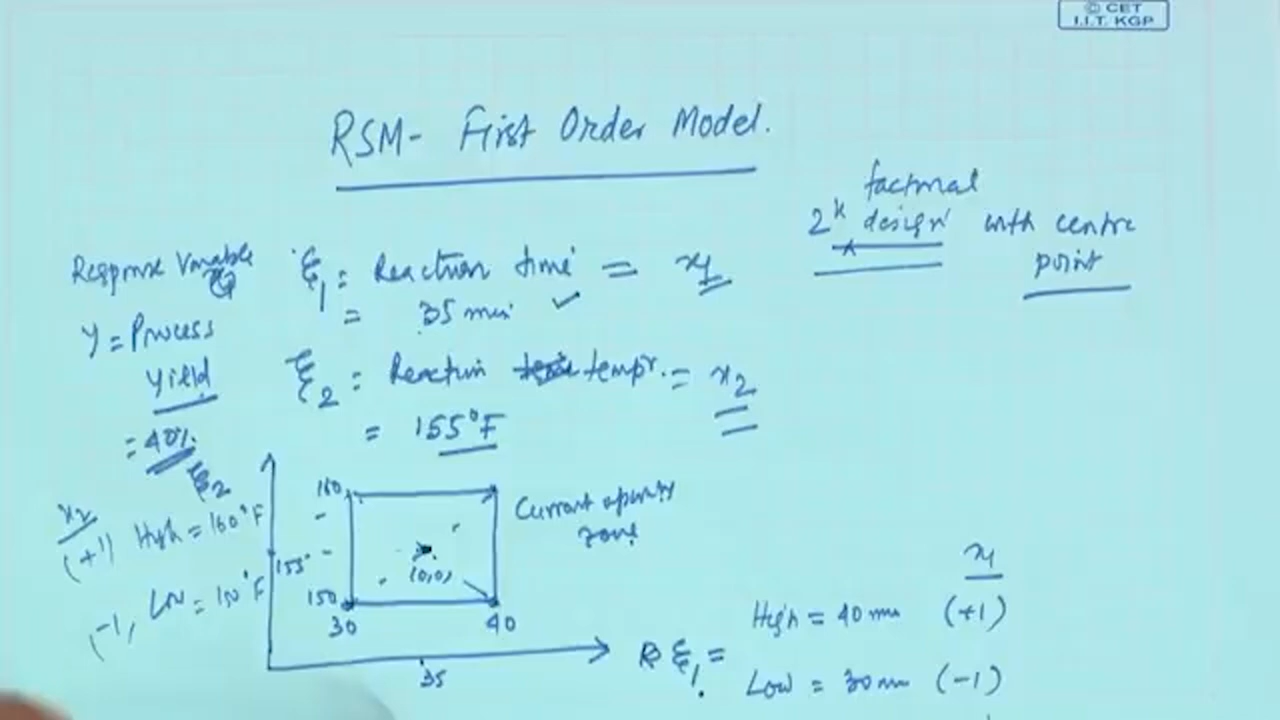 © CET
I.I.T. KGP
RSM- First Order Model.
2^k factorial design with centre point
Response Variable
Y = Process
Yield
= 40%.
ξ1 = Reaction time = x1
= 35 min ✓
ξ2 = Reaction tempr. = x2
= 155°F
ξ2
x2
(+1) High = 160°F
(-1, Low = 150°F
160
155°
150
(0,0)
30
40
35
Current operating
zone
ξ1 =
x1
High = 40 min (+1)
Low = 30 min (-1)